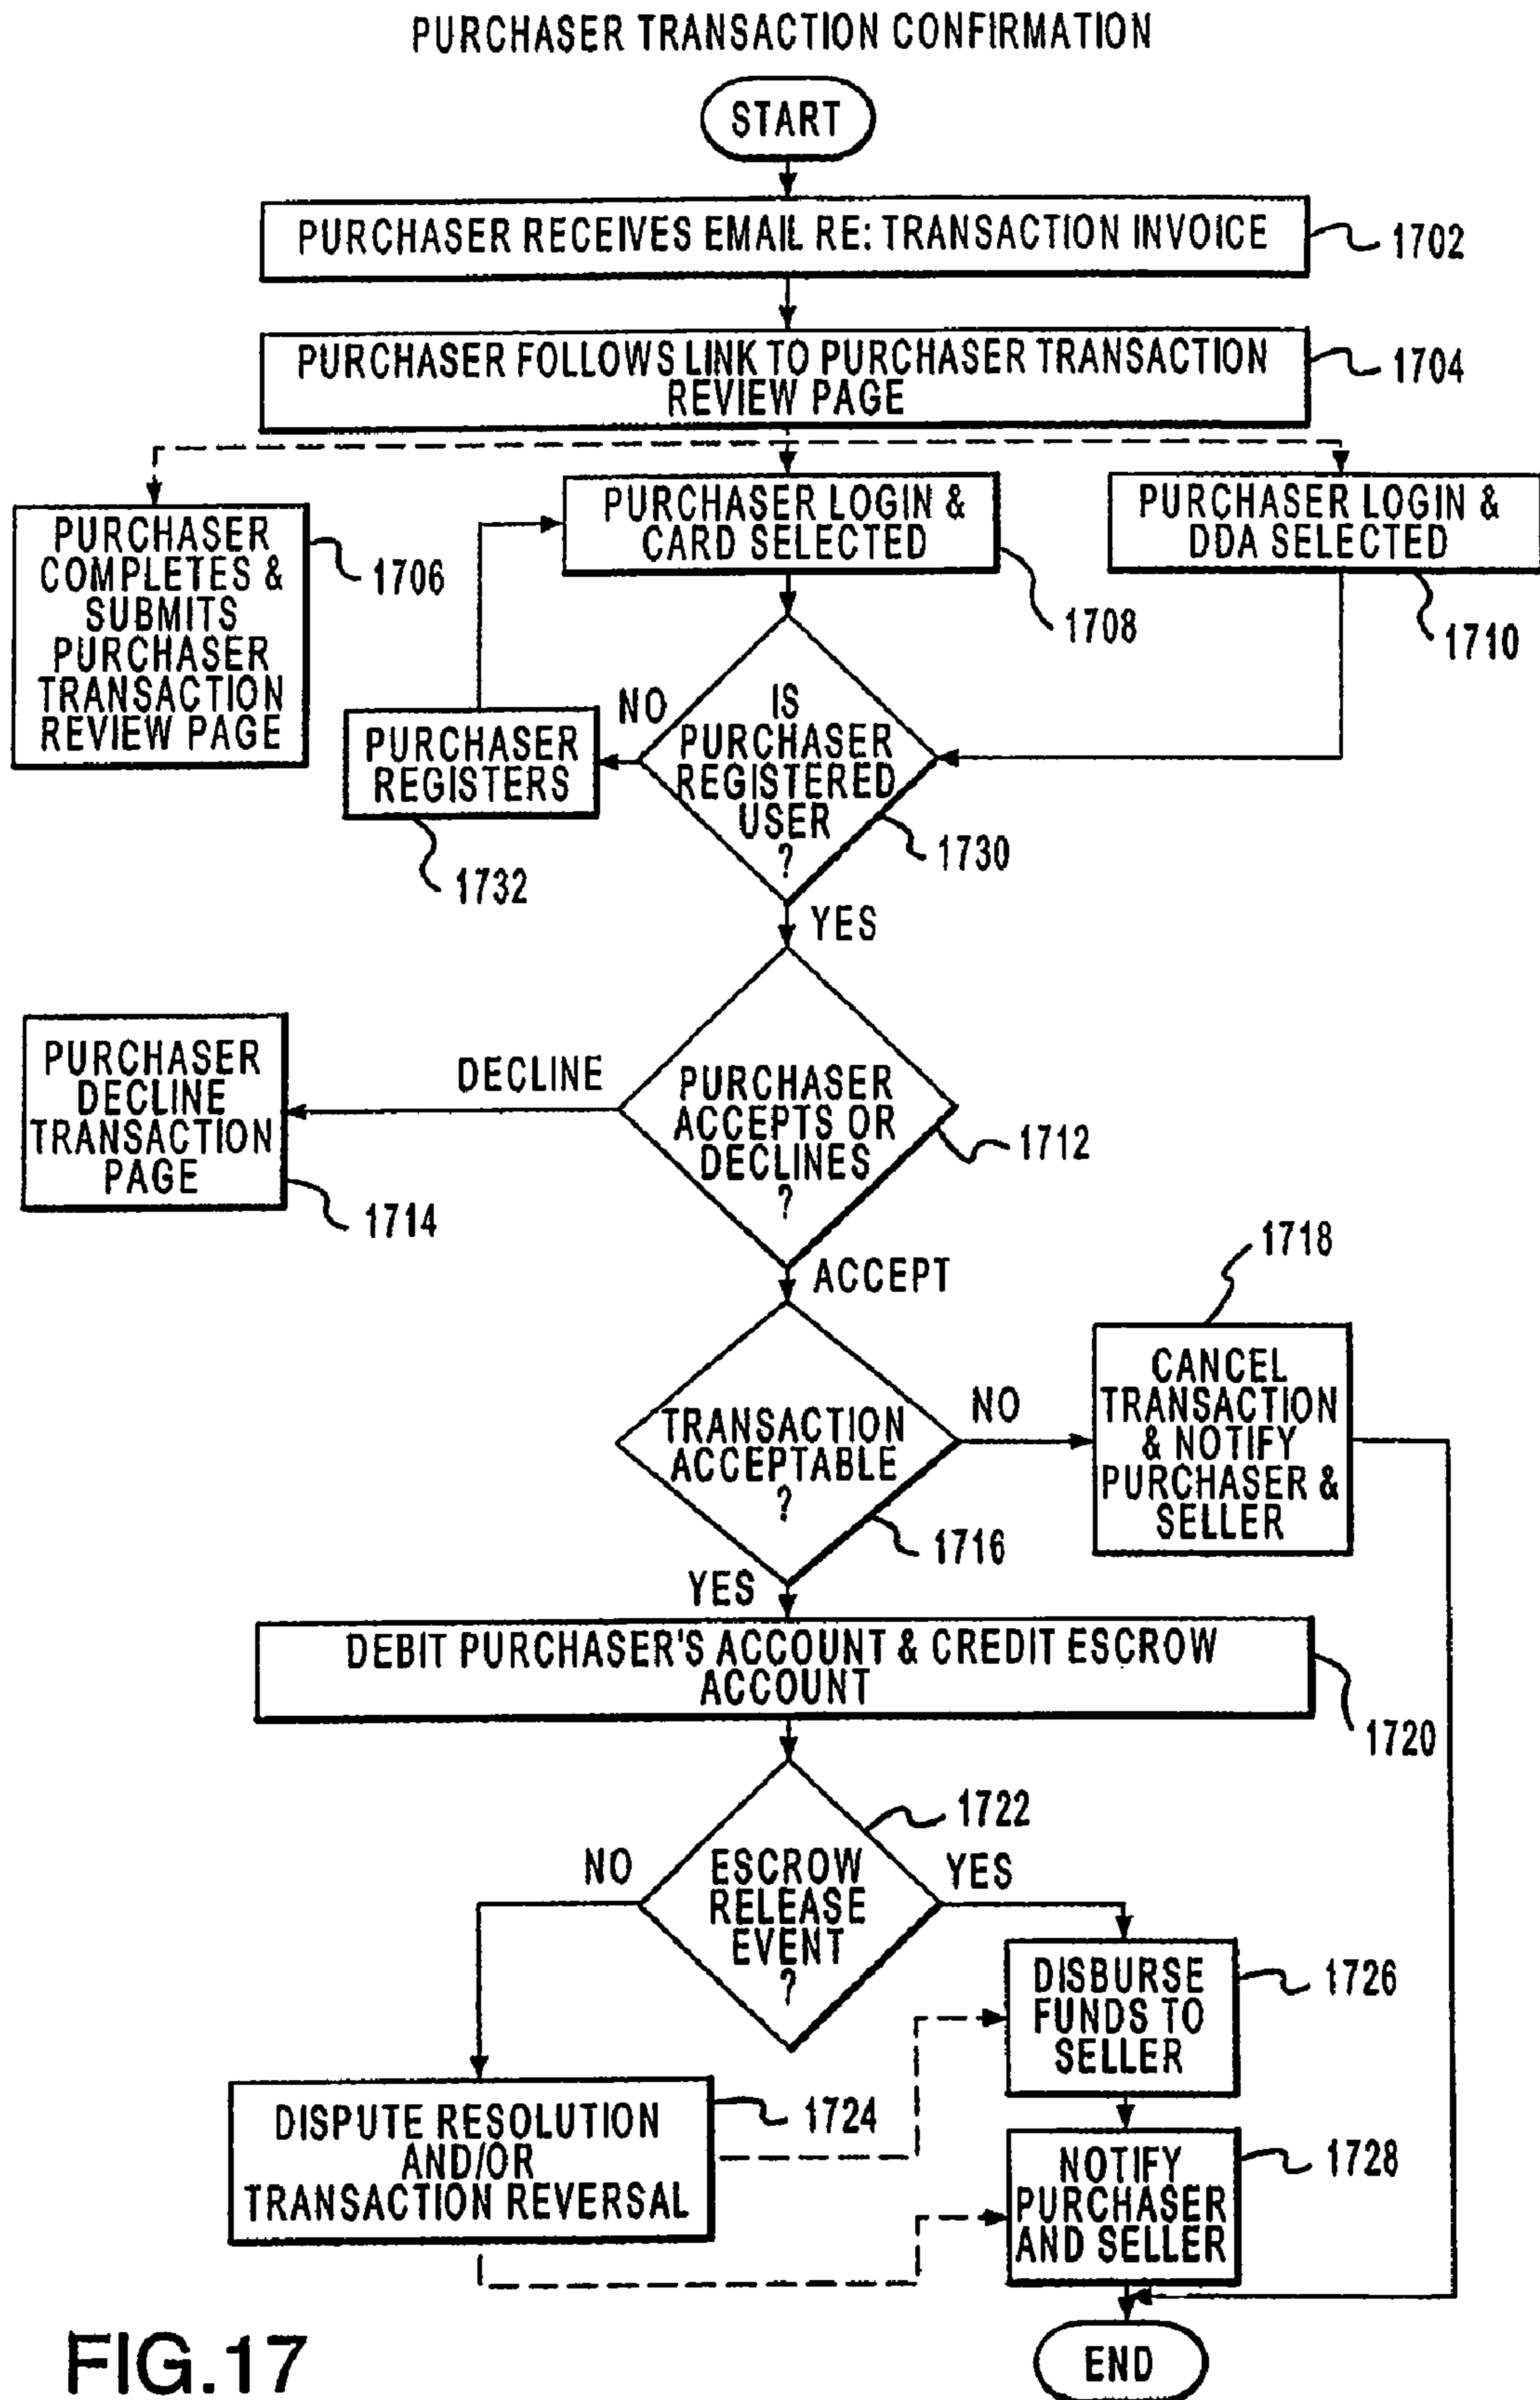 PURCHASER TRANSACTION CONFIRMATION
START
PURCHASER RECEIVES EMAIL RE: TRANSACTION INVOICE
1702
PURCHASER FOLLOWS LINK TO PURCHASER TRANSACTION
REVIEW PAGE
1704
PURCHASER
COMPLETES &
SUBMITS
PURCHASER
TRANSACTION
REVIEW PAGE
1706
PURCHASER LOGIN &
CARD SELECTED
1708
PURCHASER LOGIN &
DDA SELECTED
1710
IS
PURCHASER
REGISTERED
USER
?
1730
NO
PURCHASER
REGISTERS
1732
YES
PURCHASER
ACCEPTS OR
DECLINES
?
1712
DECLINE
PURCHASER
DECLINE
TRANSACTION
PAGE
1714
ACCEPT
TRANSACTION
ACCEPTABLE
?
1716
NO
1718
CANCEL
TRANSACTION
& NOTIFY
PURCHASER &
SELLER
YES
DEBIT PURCHASER'S ACCOUNT & CREDIT ESCROW
ACCOUNT
1720
1722
ESCROW
RELEASE
EVENT
?
NO
YES
DISBURSE
FUNDS TO
SELLER
1726
DISPUTE RESOLUTION
AND/OR
TRANSACTION REVERSAL
1724
NOTIFY
PURCHASER
AND SELLER
1728
END
FIG.17